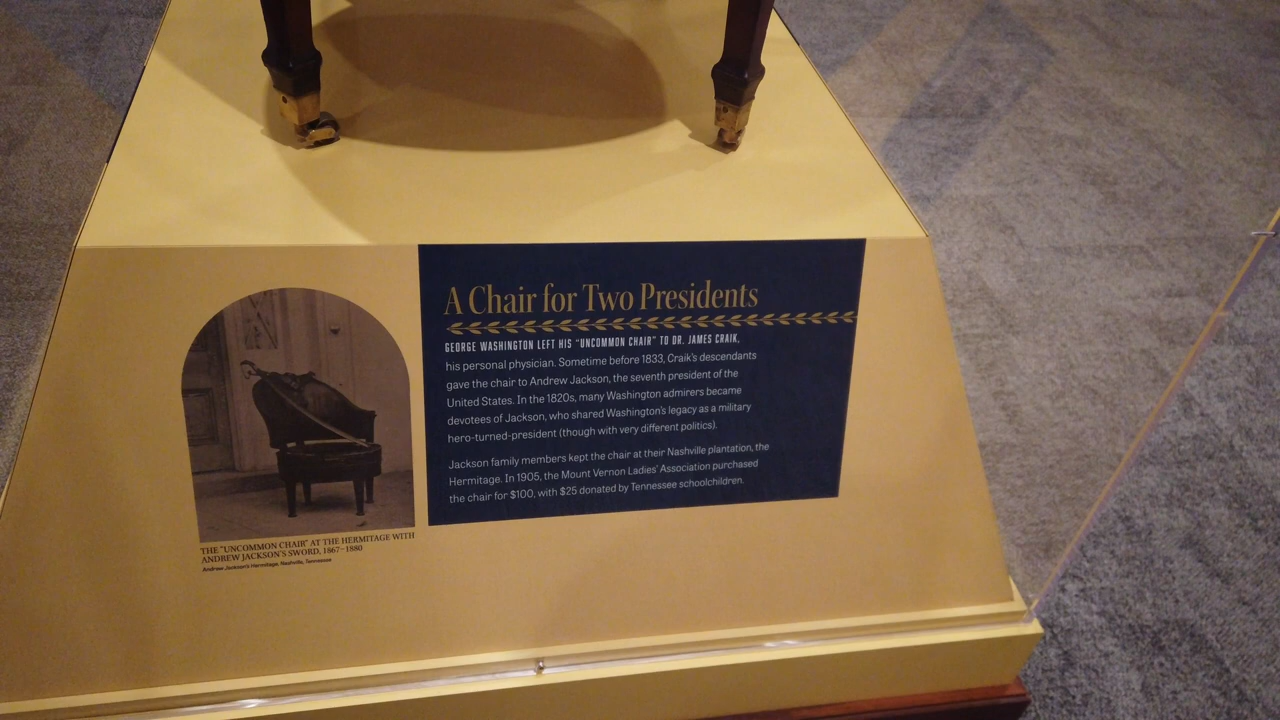 A Chair for Two Presidents
GEORGE WASHINGTON LEFT HIS "UNCOMMON CHAIR" TO DR. JAMES CRAIK,
his personal physician. Sometime before 1833, Craik's descendants
gave the chair to Andrew Jackson, the seventh president of the
United States. In the 1820s, many Washington admirers became
devotees of Jackson, who shared Washington's legacy as a military
hero-turned-president (though with very different politics).
Jackson family members kept the chair at their Nashville plantation, the
Hermitage. In 1905, the Mount Vernon Ladies' Association purchased
the chair for $100, with $25 donated by Tennessee schoolchildren.
THE "UNCOMMON CHAIR" AT THE HERMITAGE WITH
ANDREW JACKSON'S SWORD, 1867–1880
Andrew Jackson's Hermitage, Nashville, Tennessee